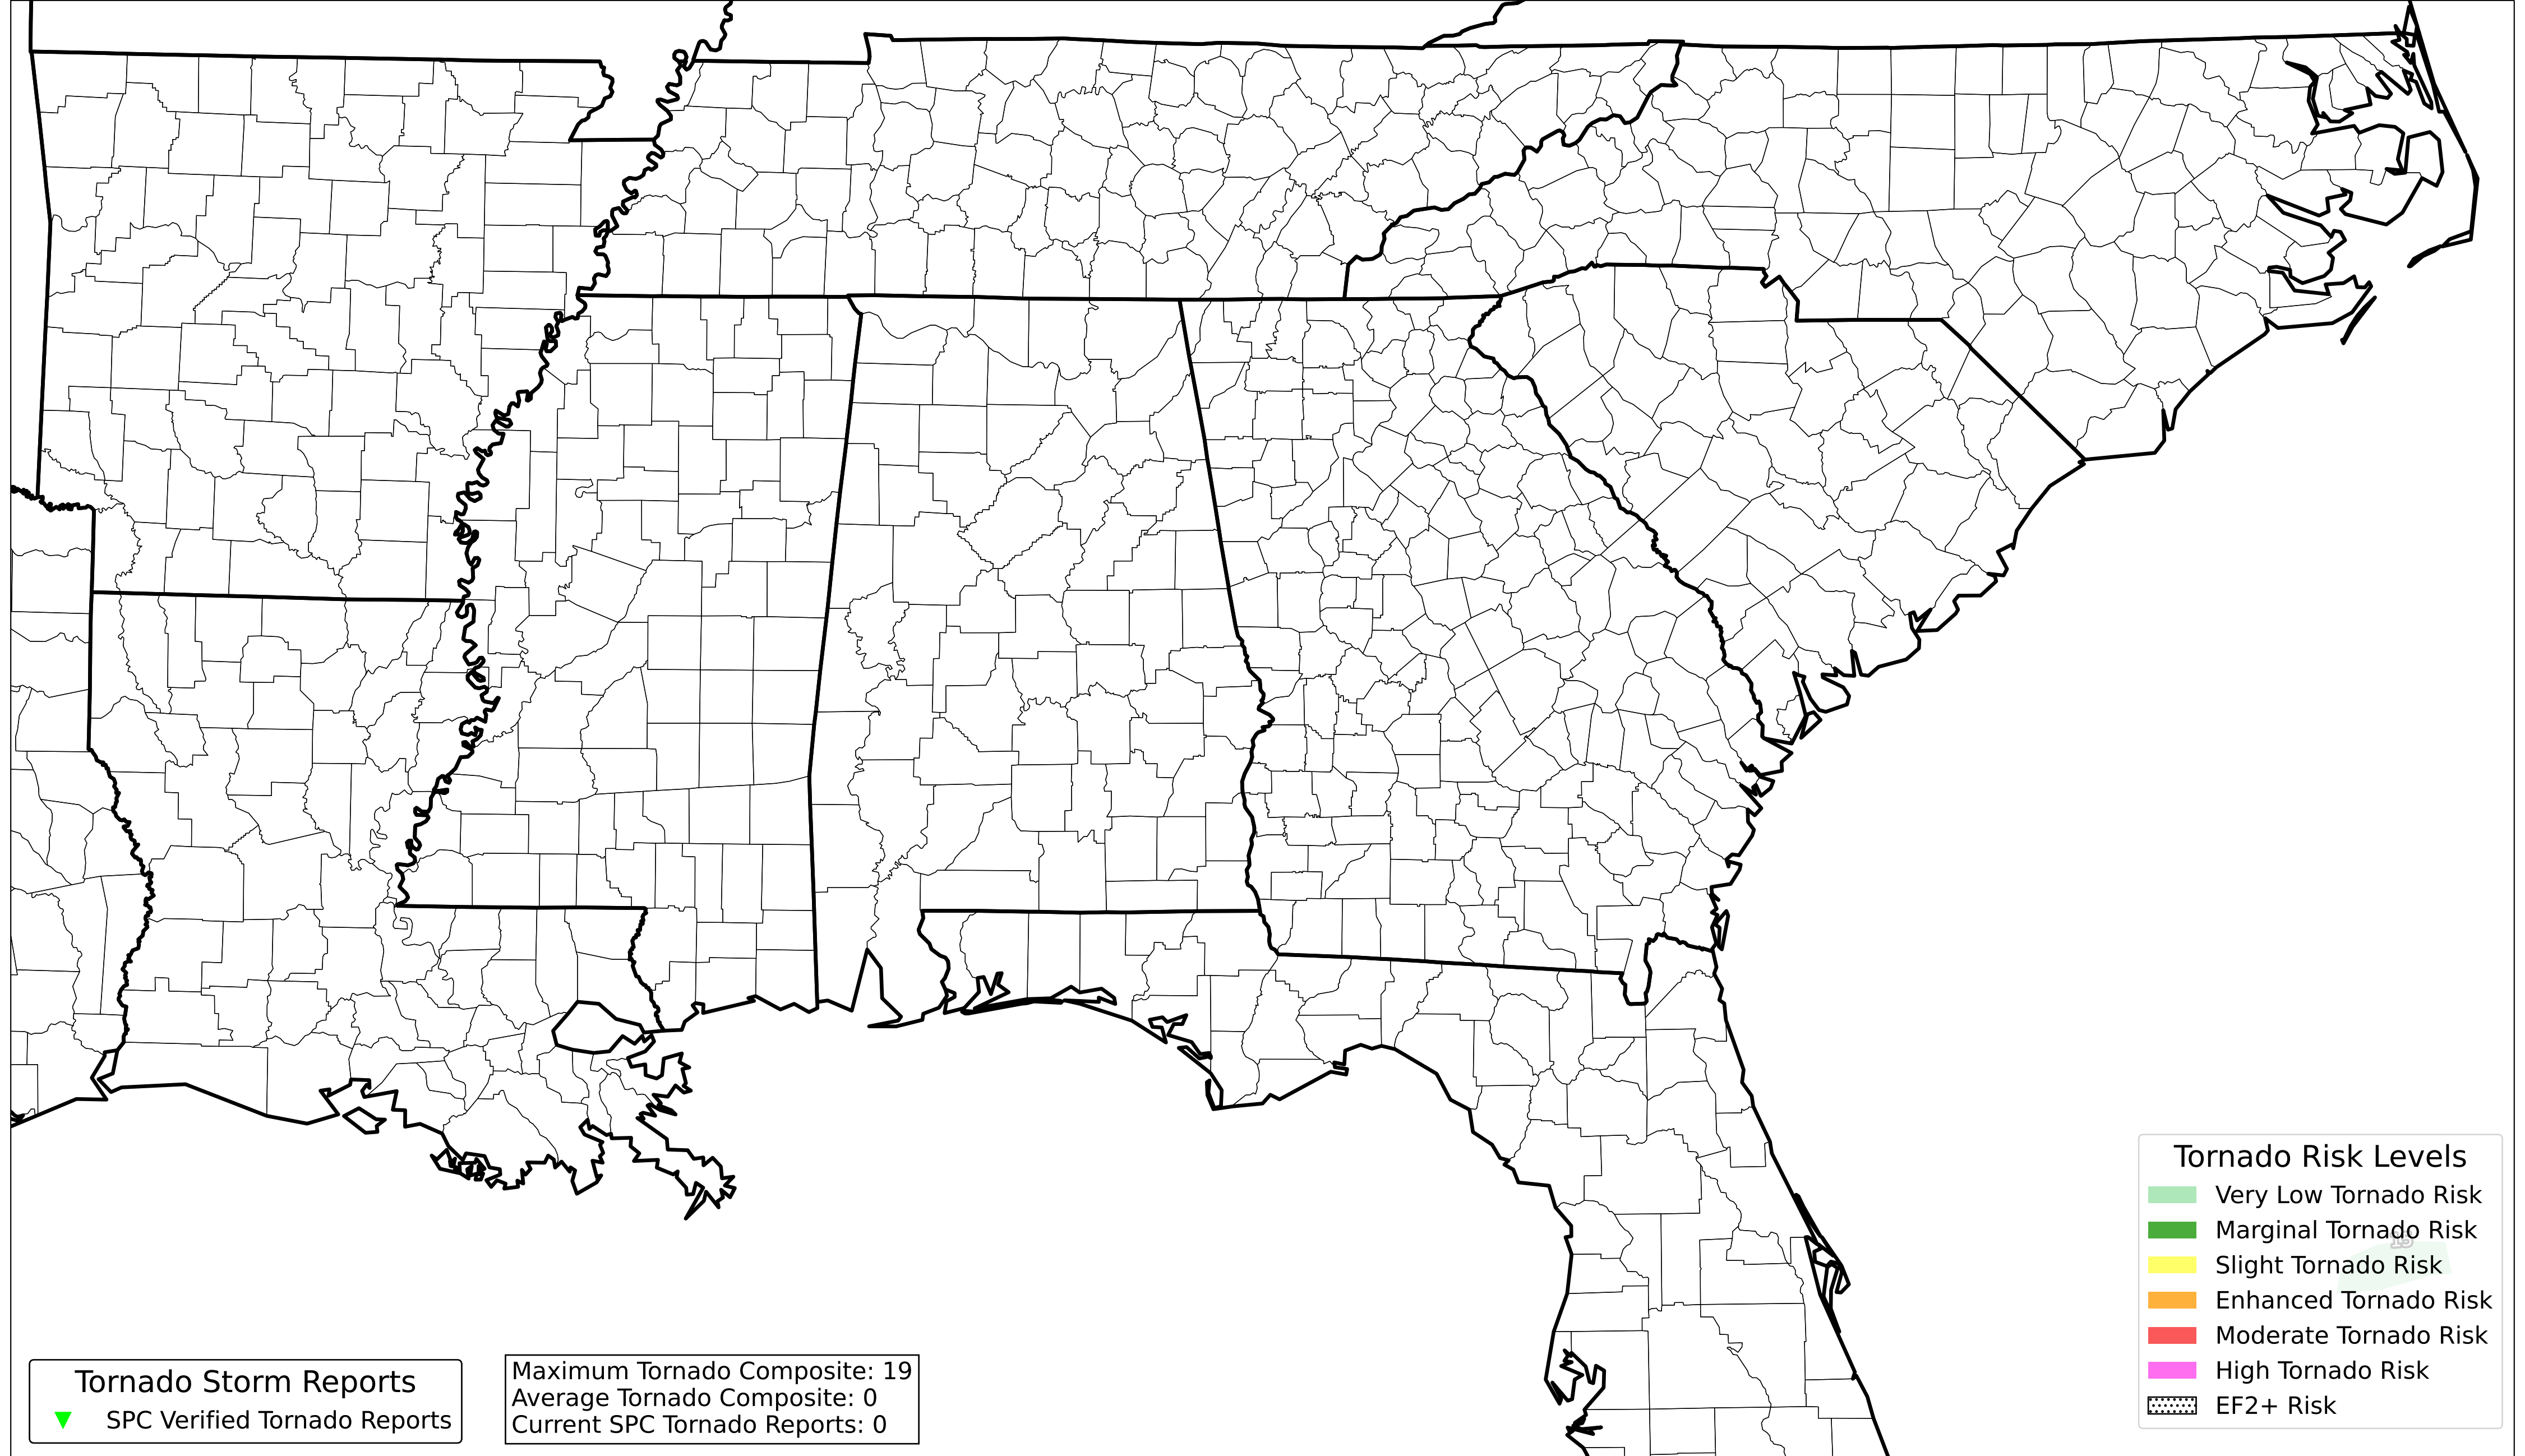 Tornado Risk Levels
Very Low Tornado Risk
Marginal Tornado Risk
Slight Tornado Risk
Enhanced Tornado Risk
Moderate Tornado Risk
High Tornado Risk
EF2+ Risk
Tornado Storm Reports
SPC Verified Tornado Reports
Maximum Tornado Composite: 19
Average Tornado Composite: 0
Current SPC Tornado Reports: 0